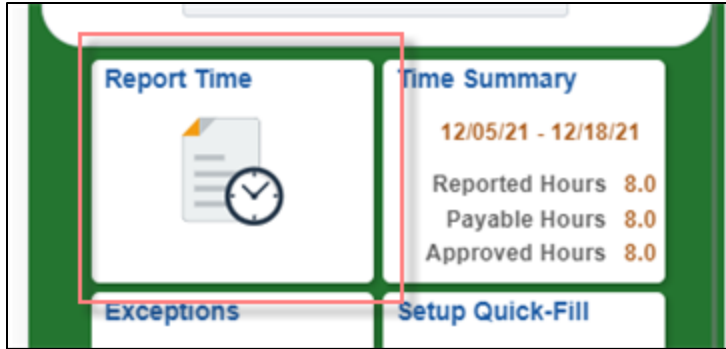 Report Time
Time Summary
12/05/21 - 12/18/21
Reported Hours 8.0
Payable Hours 8.0
Approved Hours 8.0
Exceptions
Setup Quick-Fill